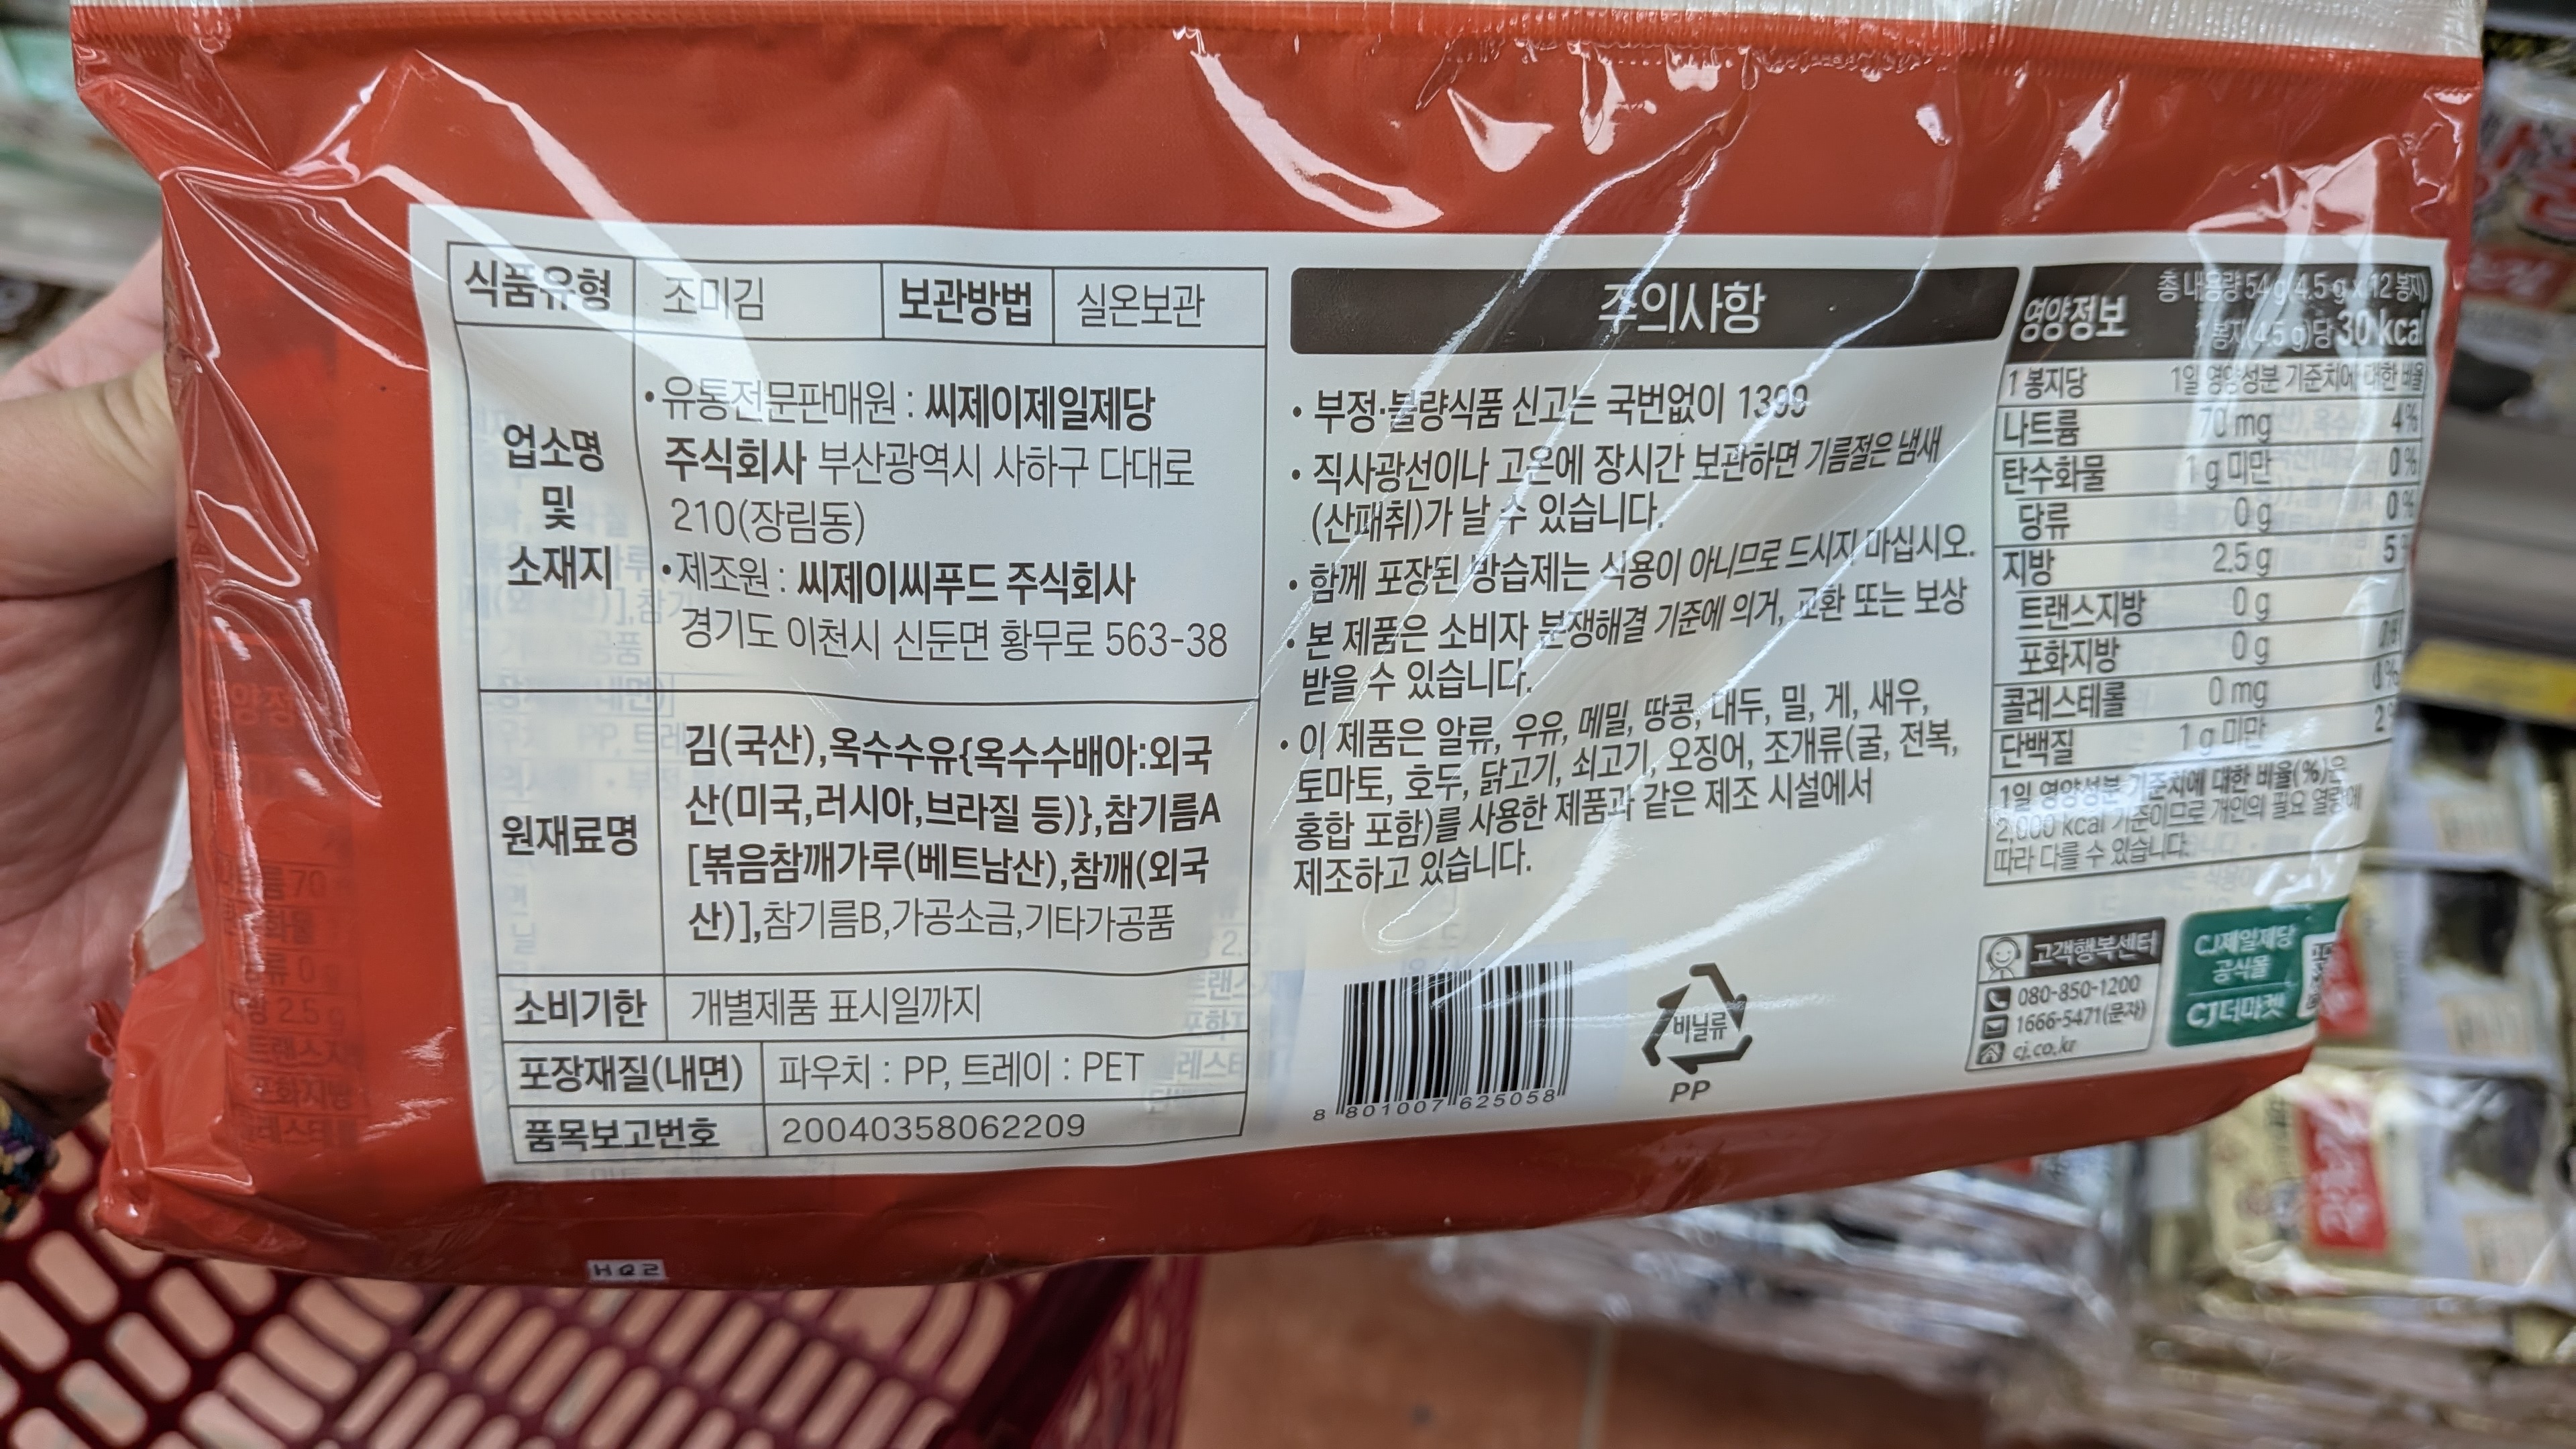 식품유형 조미김 보관방법 실온보관
업소명
및
소재지
•유통전문판매원 : 씨제이제일제당
주식회사 부산광역시 사하구 다대로
210(장림동)
•제조원 : 씨제이씨푸드 주식회사
경기도 이천시 신둔면 황무로 563-38
원재료명
김(국산),옥수수유{옥수수배아:외국
산(미국,러시아,브라질 등)},참기름A
[볶음참깨가루(베트남산),참깨(외국
산)],참기름B,가공소금,기타가공품
소비기한 개별제품 표시일까지
포장재질(내면) 파우치 : PP, 트레이 : PET
품목보고번호 20040358062209
주의사항
• 부정·불량식품 신고는 국번없이 1399
• 직사광선이나 고온에 장시간 보관하면 기름절은 냄새
(산패취)가 날 수 있습니다.
• 함께 포장된 방습제는 식용이 아니므로 드시지 마십시오.
• 본 제품은 소비자 분쟁해결 기준에 의거, 교환 또는 보상
받을 수 있습니다.
• 이 제품은 알류, 우유, 메밀, 땅콩, 대두, 밀, 게, 새우,
토마토, 호두, 닭고기, 쇠고기, 오징어, 조개류(굴, 전복,
홍합 포함)를 사용한 제품과 같은 제조 시설에서
제조하고 있습니다.
8 801007 625058
비닐류
PP
영양정보
총 내용량 54 g(4.5 g x 12 봉지)
1 봉지(4.5 g)당 30 kcal
1 봉지당 1일 영양성분 기준치에 대한 비율
나트륨 70 mg 4%
탄수화물 1 g 미만 0%
당류 0 g 0%
지방 2.5 g 5%
트랜스지방 0 g
포화지방 0 g 0%
콜레스테롤 0 mg 0%
단백질 1 g 미만 2%
1일 영양성분 기준치에 대한 비율(%)은
2,000 kcal 기준이므로 개인의 필요 열량에
따라 다를 수 있습니다.
고객행복센터
080-850-1200
1666-5471(문자)
cj.co.kr
CJ제일제당
공식몰
CJ더마켓
HQ2